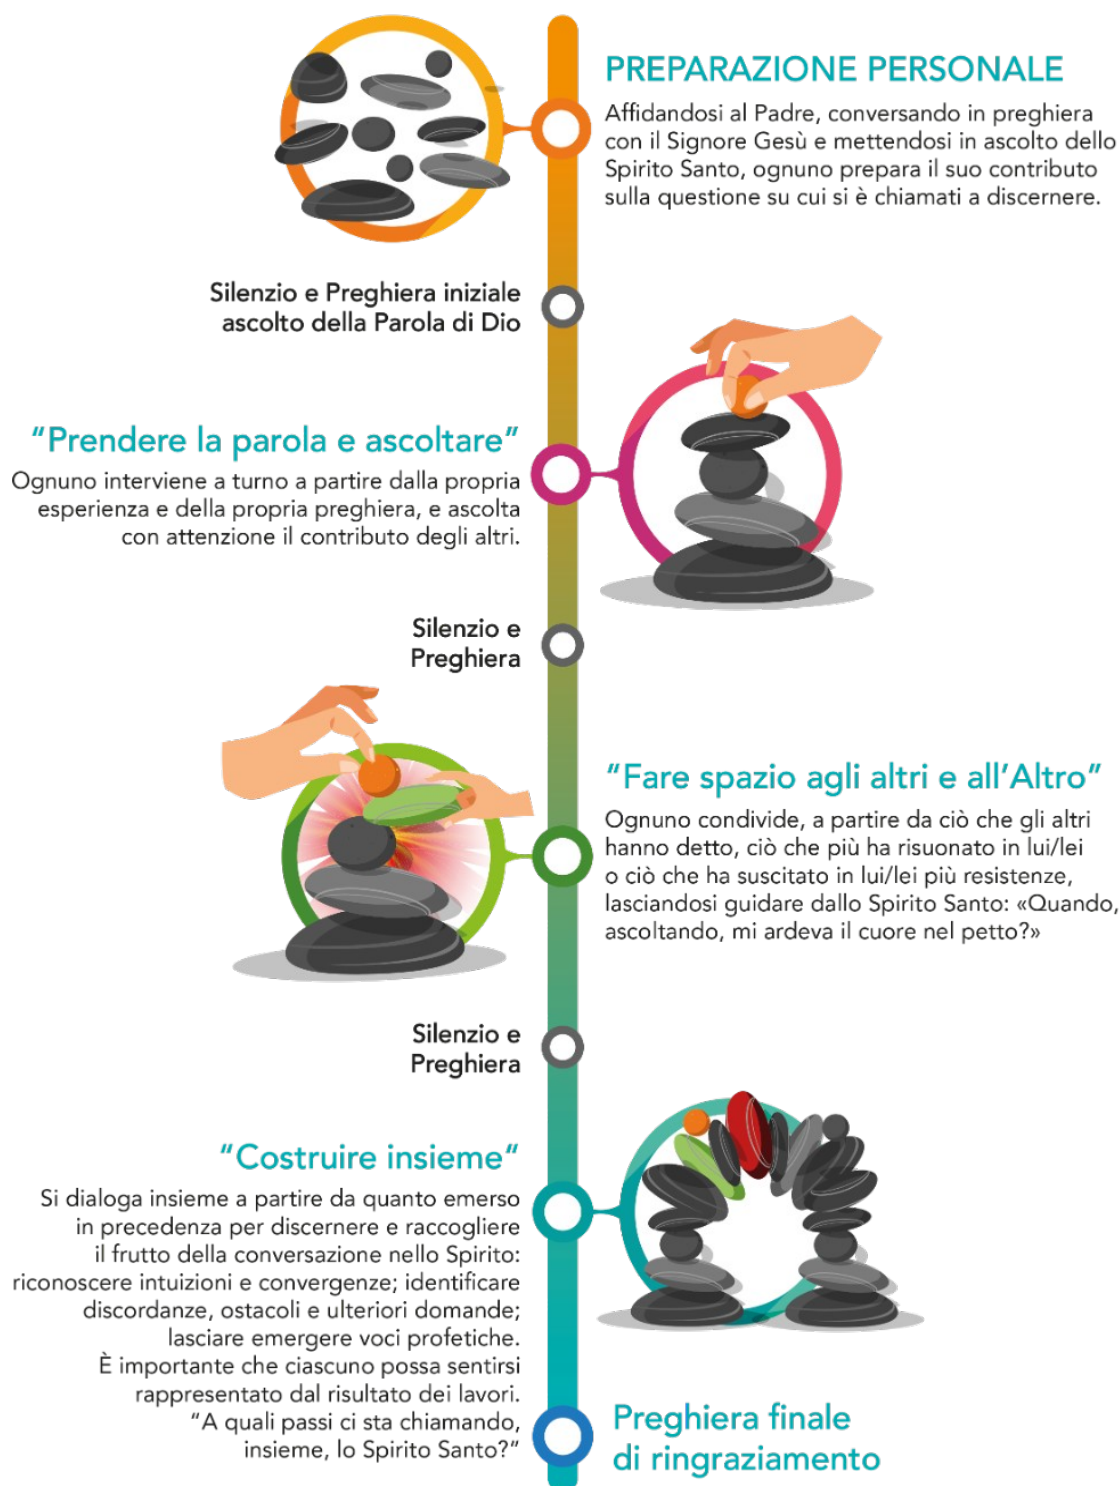 PREPARAZIONE PERSONALE
Affidandosi al Padre, conversando in preghiera
con il Signore Gesù e mettendosi in ascolto dello
Spirito Santo, ognuno prepara il suo contributo
sulla questione su cui si è chiamati a discernere.
Silenzio e Preghiera iniziale
ascolto della Parola di Dio
“Prendere la parola e ascoltare”
Ognuno interviene a turno a partire dalla propria
esperienza e della propria preghiera, e ascolta
con attenzione il contributo degli altri.
Silenzio e
Preghiera
“Fare spazio agli altri e all’Altro”
Ognuno condivide, a partire da ciò che gli altri
hanno detto, ciò che più ha risuonato in lui/lei
o ciò che ha suscitato in lui/lei più resistenze,
lasciandosi guidare dallo Spirito Santo: «Quando,
ascoltando, mi ardeva il cuore nel petto?»
Silenzio e
Preghiera
“Costruire insieme”
Si dialoga insieme a partire da quanto emerso
in precedenza per discernere e raccogliere
il frutto della conversazione nello Spirito:
riconoscere intuizioni e convergenze; identificare
discordanze, ostacoli e ulteriori domande;
lasciare emergere voci profetiche.
È importante che ciascuno possa sentirsi
rappresentato dal risultato dei lavori.
“A quali passi ci sta chiamando,
insieme, lo Spirito Santo?”
Preghiera finale
di ringraziamento